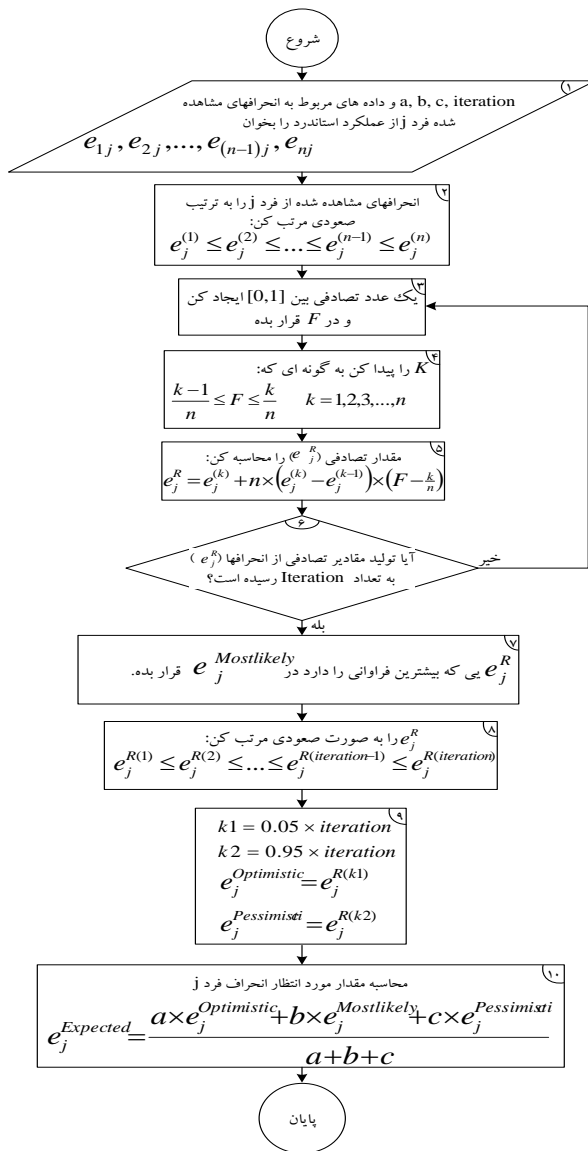 شروع
۱
a, b, c, iteration و داده های مربوط به انحرافهای مشاهده
شده فرد j از عملکرد استاندرد را بخوان
e_{1j}, e_{2j}, ..., e_{(n-1)j}, e_{nj}
۲
انحرافهای مشاهده شده از فرد j را به ترتیب
صعودی مرتب کن:
e_j^{(1)} ≤ e_j^{(2)} ≤ ... ≤ e_j^{(n-1)} ≤ e_j^{(n)}
۳
یک عدد تصادفی بین [0,1] ایجاد کن
و در F قرار بده
۴
K را پیدا کن به گونه ای که:
\frac{k-1}{n} ≤ F ≤ \frac{k}{n} k = 1,2,3,...,n
۵
مقدار تصادفی (e_j^R) را محاسبه کن:
e_j^R = e_j^{(k)} + n×(e_j^{(k)} − e_j^{(k-1)})×(F − \frac{k}{n})
۶
آیا تولید مقادیر تصادفی از انحرافها (e_j^R)
به تعداد Iteration رسیده است؟
خیر
بله
۷
e_j^R یی که بیشترین فراوانی را دارد در e_j^{Mostlikely} قرار بده.
۸
e_j^R را به صورت صعودی مرتب کن:
e_j^{R(1)} ≤ e_j^{R(2)} ≤ ... ≤ e_j^{R(iteration-1)} ≤ e_j^{R(iteration)}
۹
k1 = 0.05 × iteration
k2 = 0.95 × iteration
e_j^{Optimistic} = e_j^{R(k1)}
e_j^{Pessimisti} = e_j^{R(k2)}
۱۰
محاسبه مقدار مورد انتظار انحراف فرد j
e_j^{Expected} = \frac{a×e_j^{Optimistic} + b×e_j^{Mostlikely} + c×e_j^{Pessimisti}}{a+b+c}
پایان